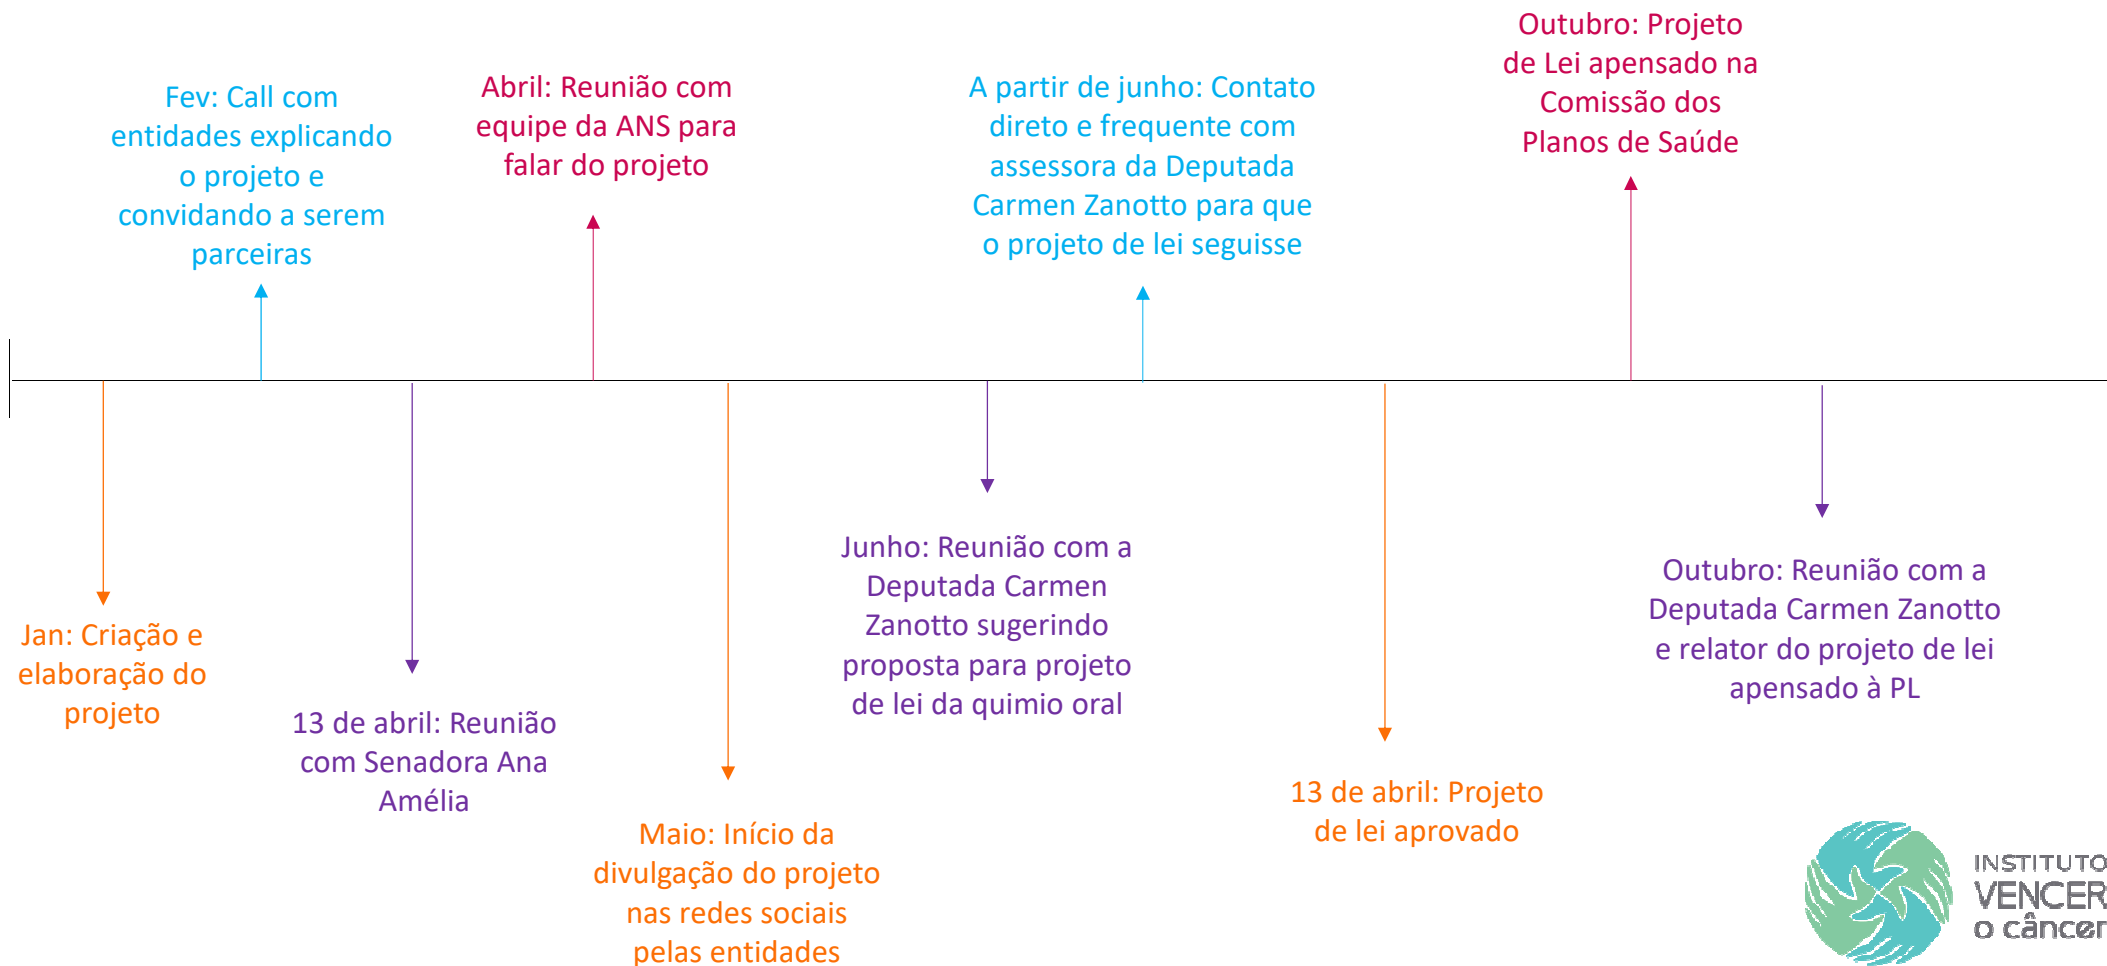 Jan: Criação e
elaboração do
projeto
Fev: Call com
entidades explicando
o projeto e
convidando a serem
parceiras
13 de abril: Reunião
com Senadora Ana
Amélia
Abril: Reunião com
equipe da ANS para
falar do projeto
Maio: Início da
divulgação do projeto
nas redes sociais
pelas entidades
Junho: Reunião com a
Deputada Carmen
Zanotto sugerindo
proposta para projeto
de lei da quimio oral
A partir de junho: Contato
direto e frequente com
assessora da Deputada
Carmen Zanotto para que
o projeto de lei seguisse
13 de abril: Projeto
de lei aprovado
Outubro: Projeto
de Lei apensado na
Comissão dos
Planos de Saúde
Outubro: Reunião com a
Deputada Carmen Zanotto
e relator do projeto de lei
apensado à PL
INSTITUTO
VENCER
o câncer